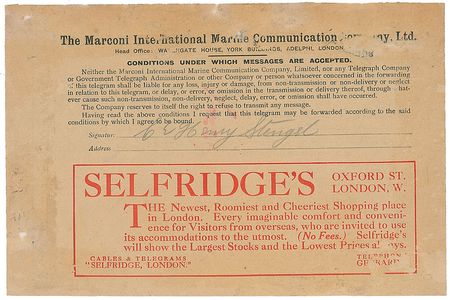 The Marconi International Marine Communication Company, Ltd.
Head Office: WATERGATE HOUSE, YORK BUILDINGS, ADELPHI, LONDON
CONDITIONS UNDER WHICH MESSAGES ARE ACCEPTED.
Neither the Marconi International Marine Communication Company, Limited, nor any Telegraph Company
or Government Telegraph Administration or other Company or person whatsoever concerned in the forwarding
of this telegram shall be liable for any loss, injury or damage, from non-transmission or non-delivery or neglect
in relation to this telegram, or delay, or error, or omission in the transmission or delivery thereof, through what-
ever cause such non-transmission, non-delivery, neglect, delay, error, or omission shall have occurred.
The Company reserves to itself the right to refuse to transmit any message.
Having read the above conditions I request that this telegram may be forwarded according to the said
conditions by which I agree to be bound.
Signature C E Henry Stengel
Address
SELFRIDGE'S OXFORD ST.
LONDON, W.
THE Newest, Roomiest and Cheeriest Shopping place
in London. Every imaginable comfort and conveni-
ence for Visitors from overseas, who are invited to use
its accommodations to the utmost. (No Fees.) Selfridge's
will show the Largest Stocks and the Lowest Prices always.
CABLES & TELEGRAMS TELEPHONE
"SELFRIDGE, LONDON." GERRARD